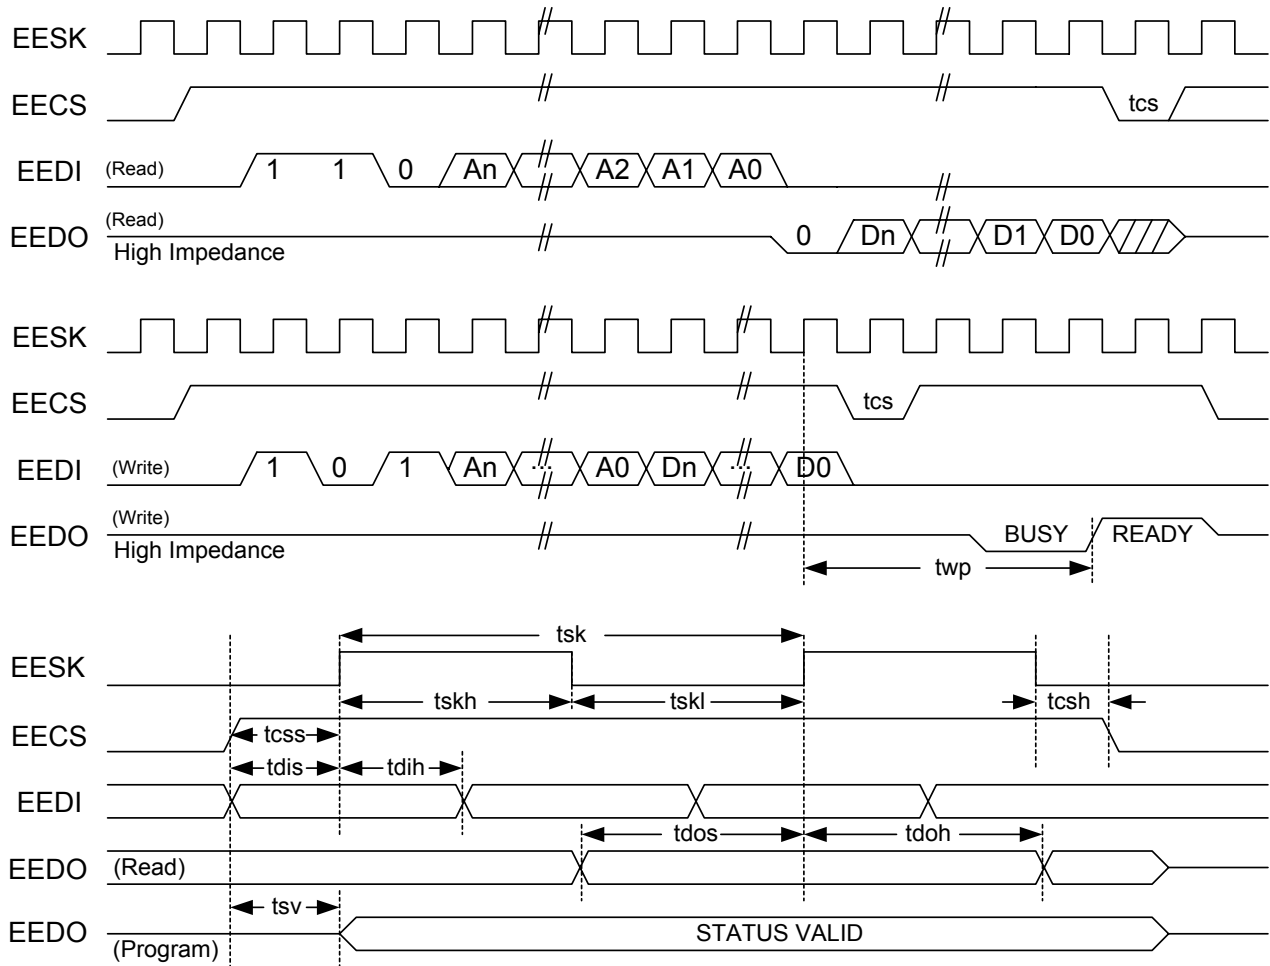 EESK
EECS tcs
EEDI (Read) 1 1 0 An A2 A1 A0
EEDO (Read) 0 Dn D1 D0
High Impedance
EESK
EECS tcs
EEDI (Write) 1 0 1 An ... A0 Dn ... D0
EEDO (Write) BUSY READY
High Impedance
twp
tsk
EESK
tskh tskl tcsh
EECS tcss
tdis tdih
EEDI
tdos tdoh
EEDO (Read)
tsv
EEDO STATUS VALID
(Program)